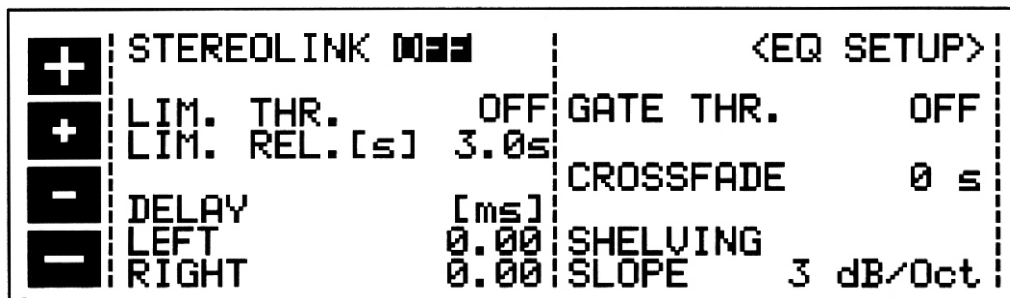 STEREOLINK OFF
<EQ SETUP>
LIM. THR. OFF
LIM. REL.[s] 3.0s
DELAY [ms]
LEFT 0.00
RIGHT 0.00
GATE THR. OFF
CROSSFADE 0 s
SHELVING
SLOPE 3 dB/Oct
+
+
-
-